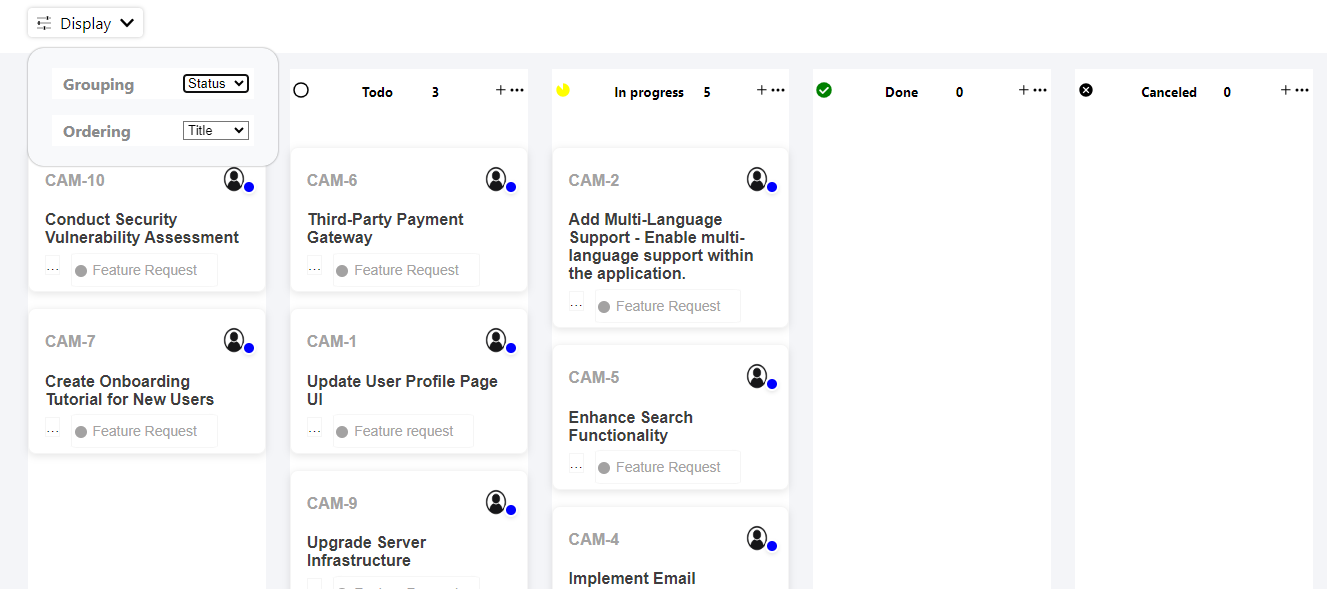 Display
Grouping
Status
Ordering
Title
CAM-10
Conduct Security
Vulnerability Assessment
...
Feature Request
CAM-7
Create Onboarding
Tutorial for New Users
...
Feature Request
Todo 3
CAM-6
Third-Party Payment
Gateway
...
Feature Request
CAM-1
Update User Profile Page
UI
...
Feature request
CAM-9
Upgrade Server
Infrastructure
In progress 5
CAM-2
Add Multi-Language
Support - Enable multi-
language support within
the application.
...
Feature Request
CAM-5
Enhance Search
Functionality
...
Feature Request
CAM-4
Implement Email
Done 0
Canceled 0